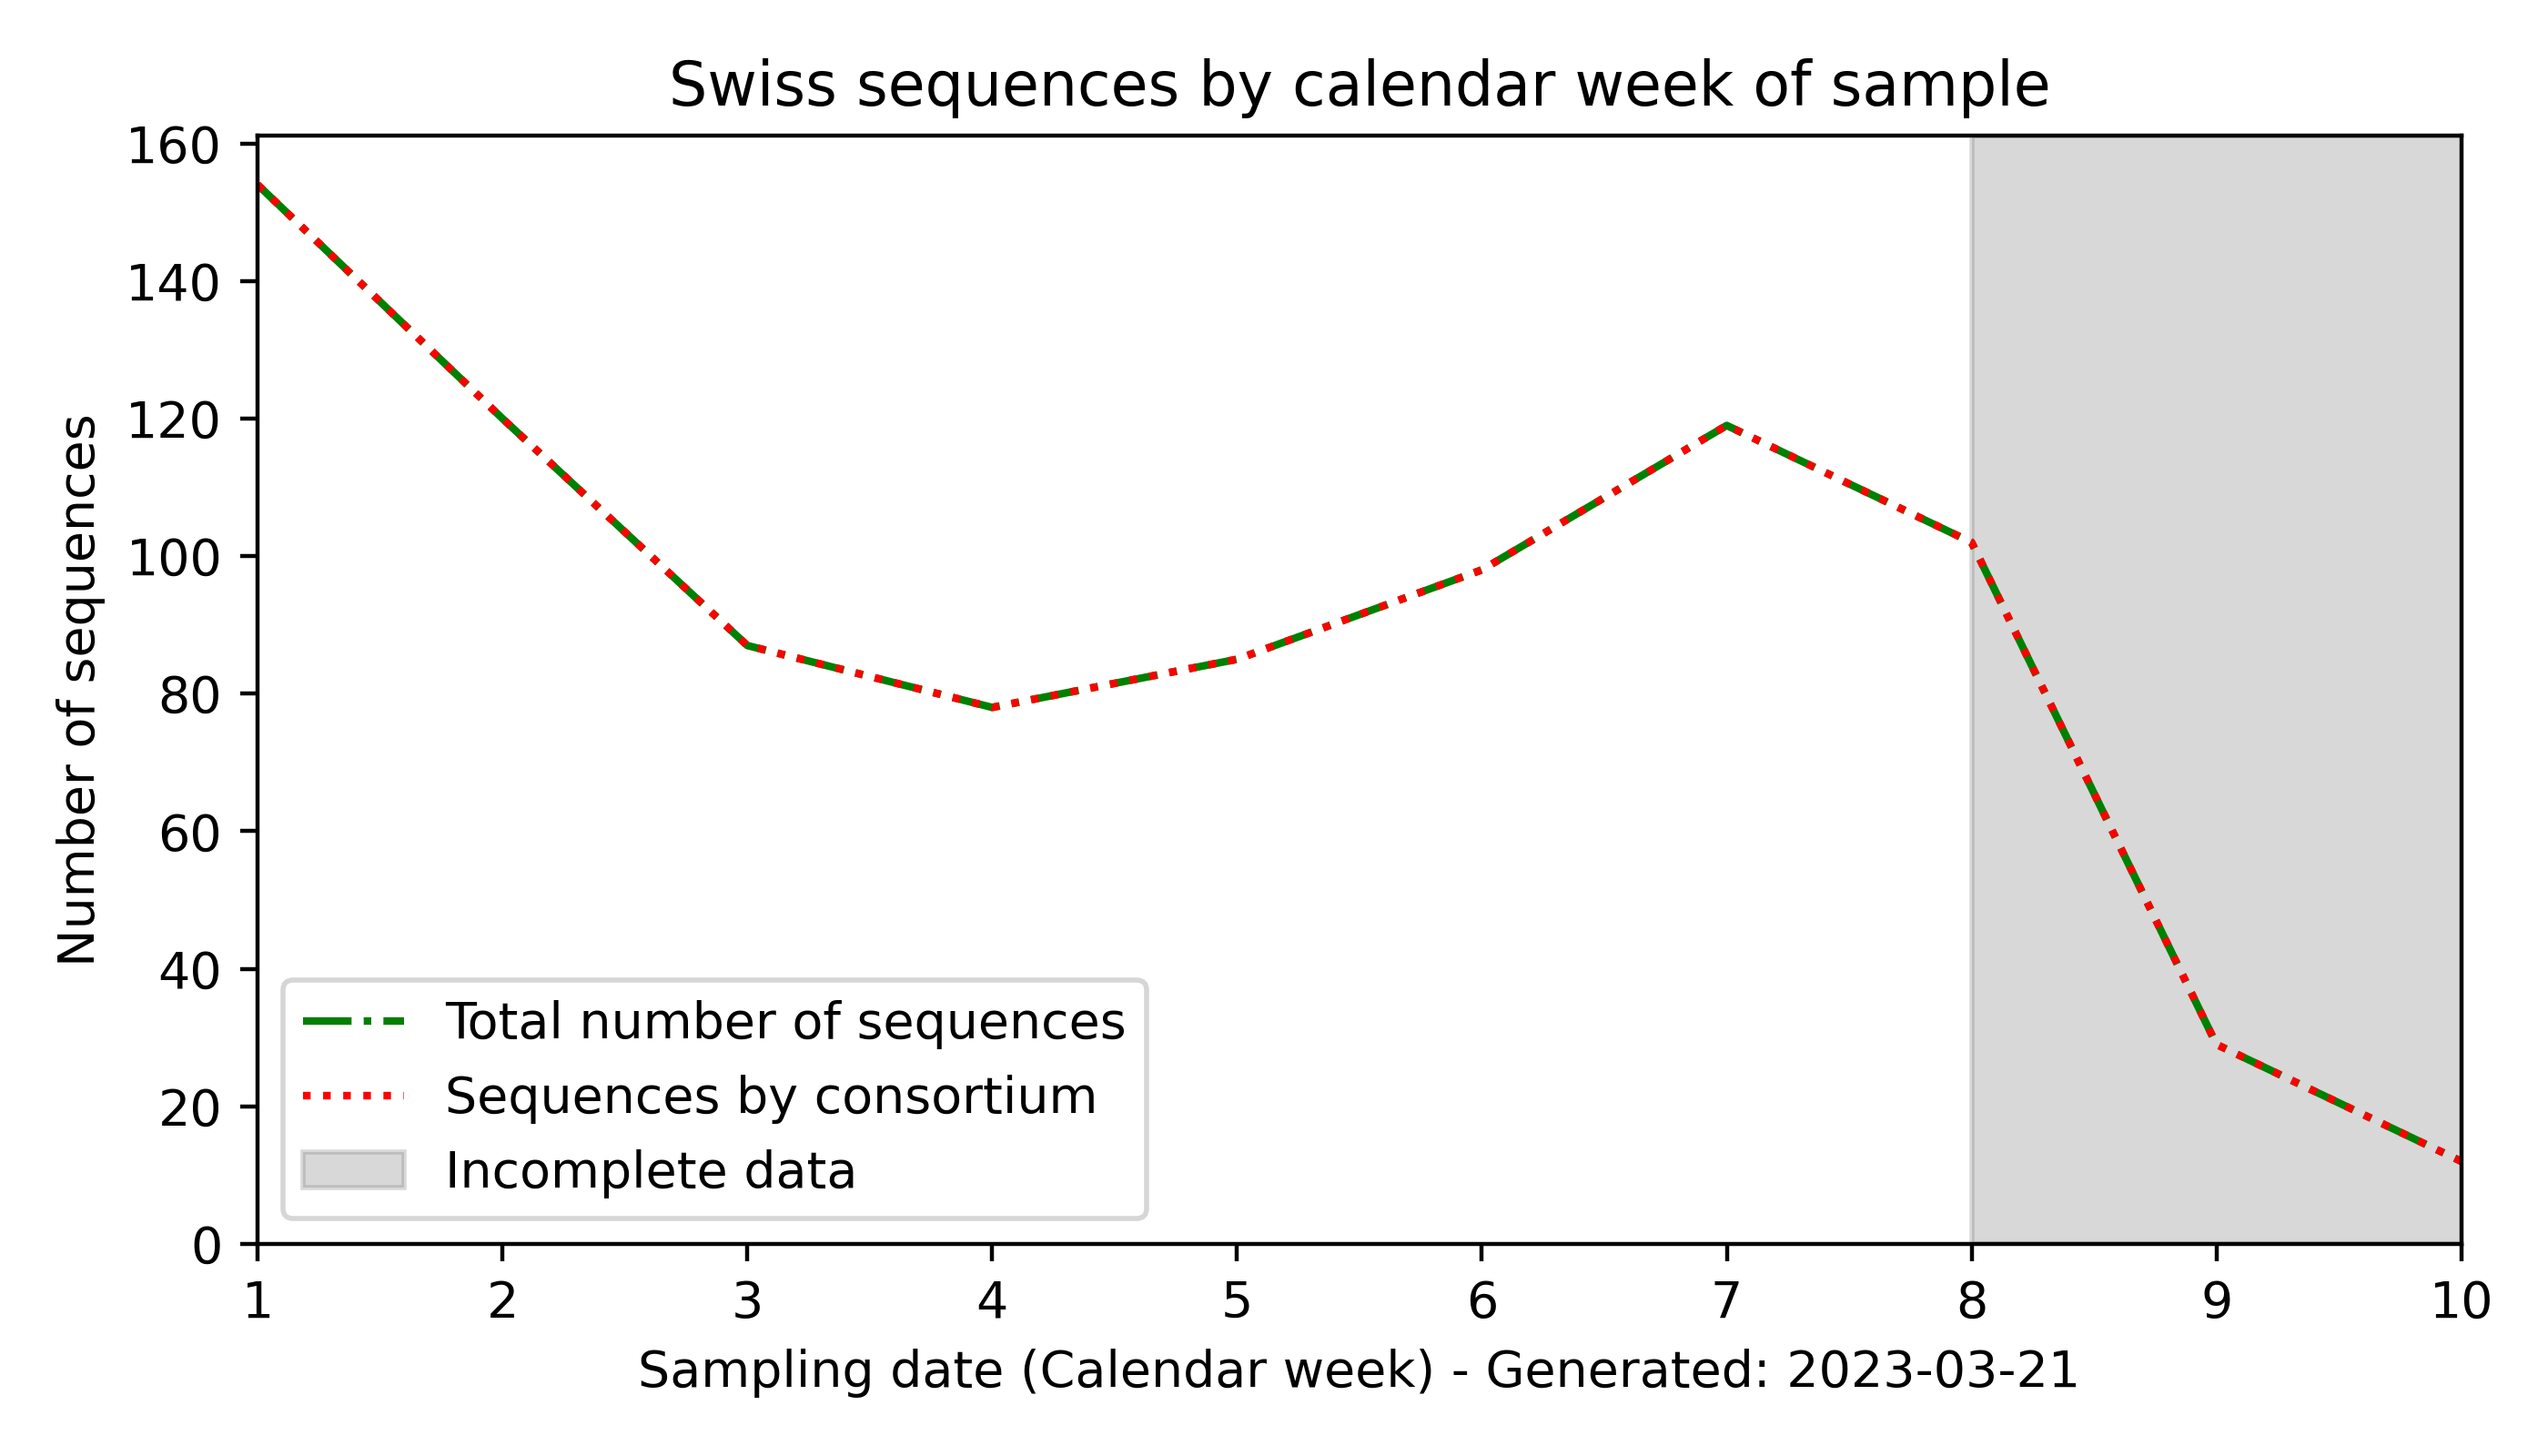 Swiss sequences by calendar week of sample
Number of sequences
160
140
120
100
80
60
40
20
0
Total number of sequences
Sequences by consortium
Incomplete data
1 2 3 4 5 6 7 8 9 10
Sampling date (Calendar week) - Generated: 2023-03-21